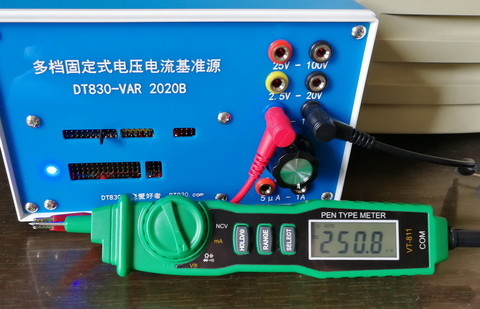 多档固定式电压电流基准源
DT830-VAR 2020B
25V - 100V
2.5V - 20V
5μA - 1A
DT830.com
PEN TYPE METER
NCV
mA
HOLD
RANGE
SELECT
250.8
VT-811
COM